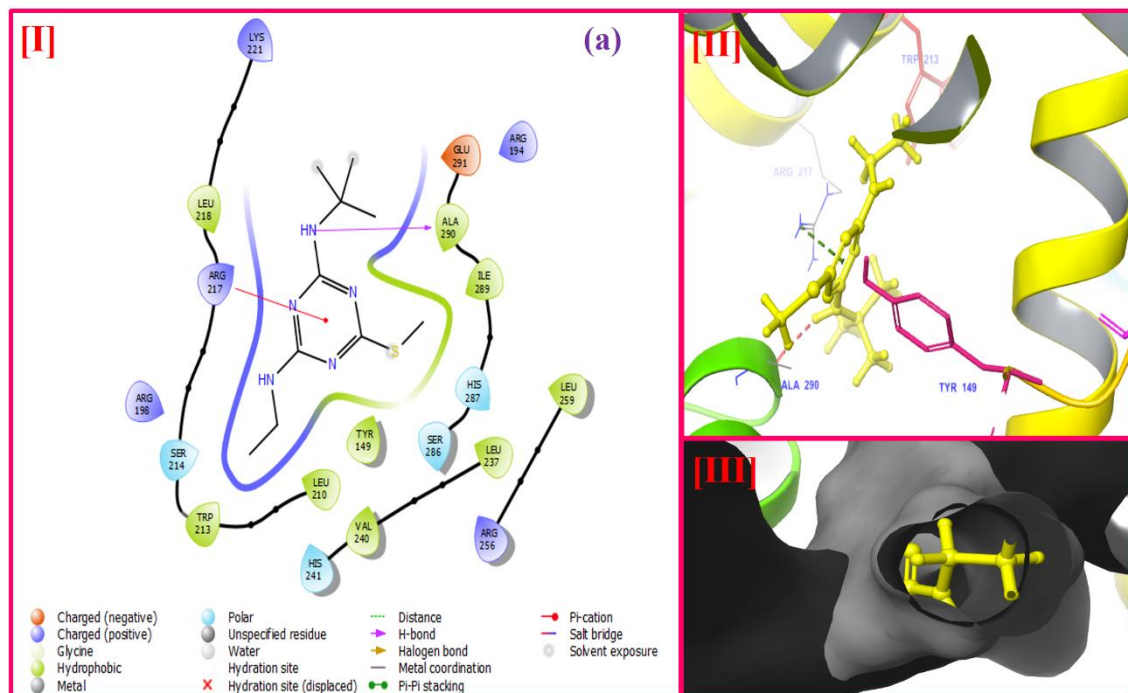 [I]
(a)
LYS
221
ARG
194
GLU
291
LEU
218
HN
ALA
290
ILE
289
ARG
217
N
N
N
S
HN
ARG
198
HIS
287
LEU
259
TYR
149
SER
286
SER
214
LEU
237
LEU
210
TRP
213
VAL
240
ARG
256
HIS
241
Charged (negative)
Charged (positive)
Glycine
Hydrophobic
Metal
Polar
Unspecified residue
Water
Hydration site
Hydration site (displaced)
Distance
H-bond
Halogen bond
Metal coordination
Pi-Pi stacking
Pi-cation
Salt bridge
Solvent exposure
[II]
TRP 213
ARG 217
ALA 290
TYR 149
[III]